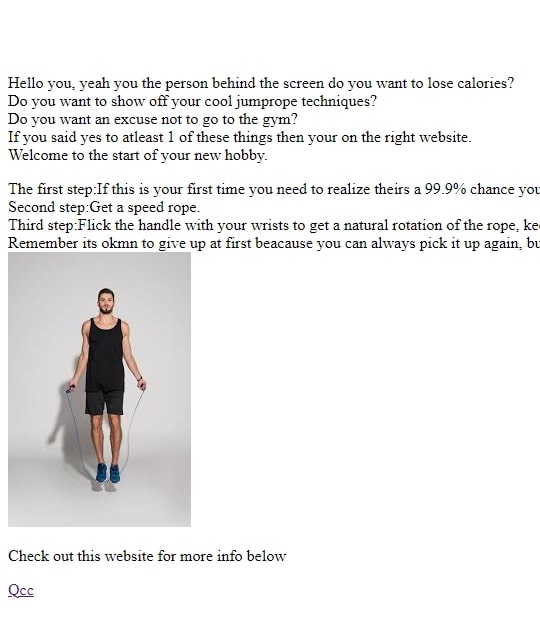 Hello you, yeah you the person behind the screen do you want to lose calories?
Do you want to show off your cool jumprope techniques?
Do you want an excuse not to go to the gym?
If you said yes to atleast 1 of these things then your on the right website.
Welcome to the start of your new hobby.
The first step:If this is your first time you need to realize theirs a 99.9% chance you
Second step:Get a speed rope.
Third step:Flick the handle with your wrists to get a natural rotation of the rope,
Remember its okmn to give up at first beacause you can always pick it up again,
Check out this website for more info below
Qcc